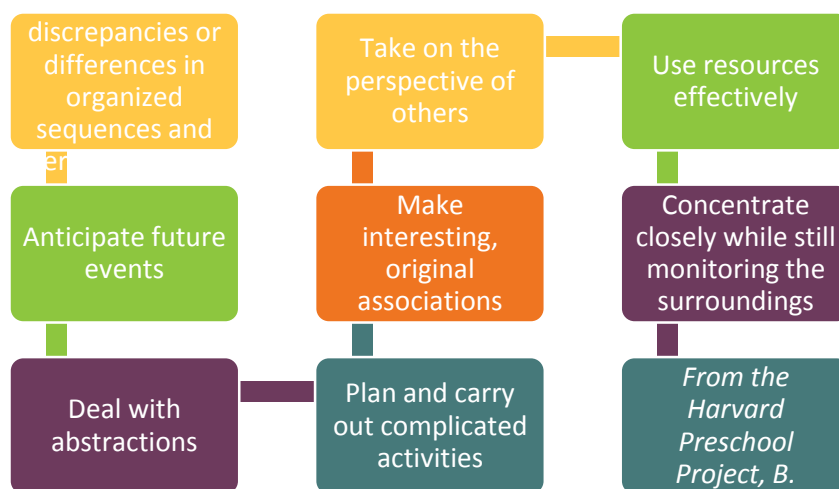 discrepancies or
differences in
organized
sequences and
Anticipate future
events
Deal with
abstractions
Plan and carry
out complicated
activities
Make
interesting,
original
associations
Take on the
perspective of
others
Use resources
effectively
Concentrate
closely while still
monitoring the
surroundings
From the
Harvard
Preschool
Project, B.